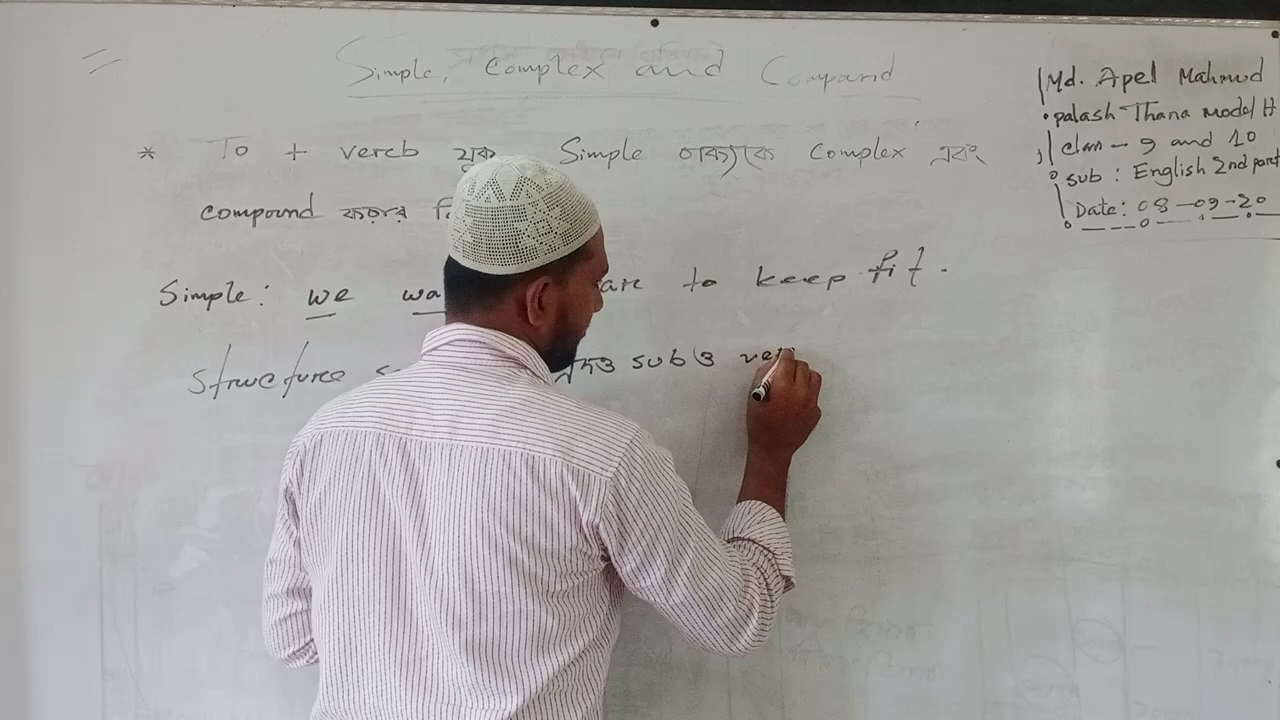 Simple, Complex and Compound
Md. Apel Mahmud
palash Thana model H
class - 9 and 10
sub : English 2nd part
Date: 08-09-20
* To + verb যুক্ত Simple বাক্যকে Complex এবং
compound করার
Simple: we wa are to keep fit.
structure sub ও ver